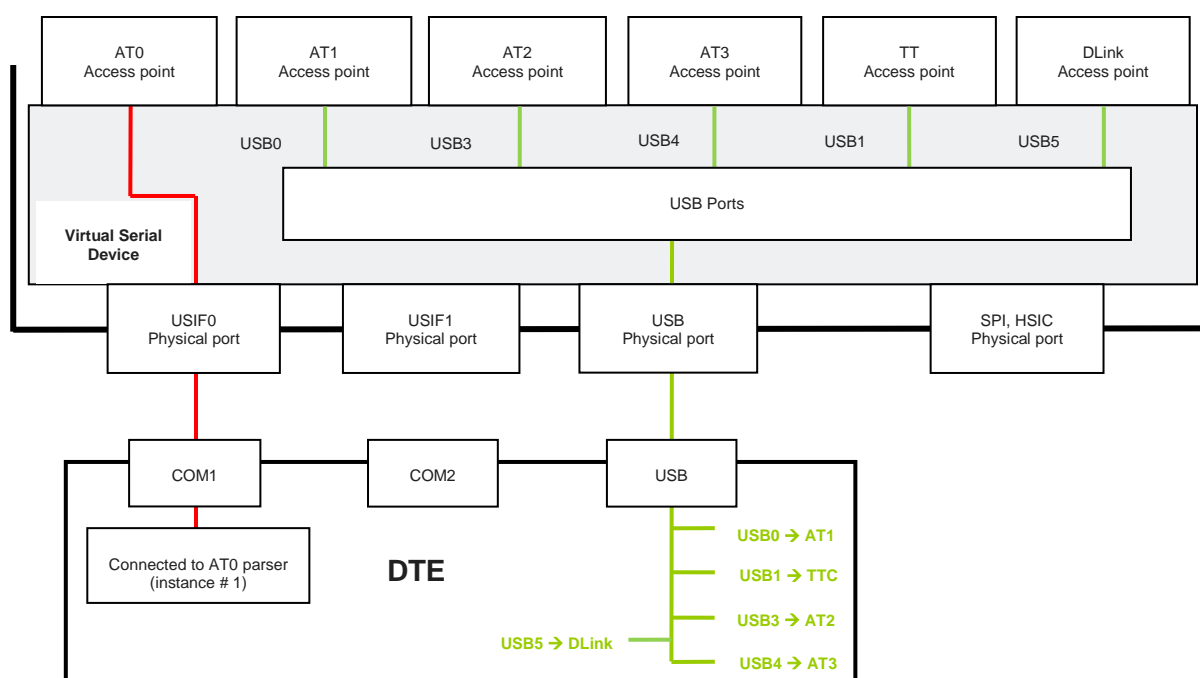 AT0
Access point
AT1
Access point
AT2
Access point
AT3
Access point
TT
Access point
DLink
Access point
USB0
USB3
USB4
USB1
USB5
USB Ports
Virtual Serial
Device
USIF0
Physical port
USIF1
Physical port
USB
Physical port
SPI, HSIC
Physical port
COM1
COM2
USB
Connected to AT0 parser
(instance # 1)
DTE
USB0 → AT1
USB1 → TTC
USB3 → AT2
USB5 → DLink
USB4 → AT3